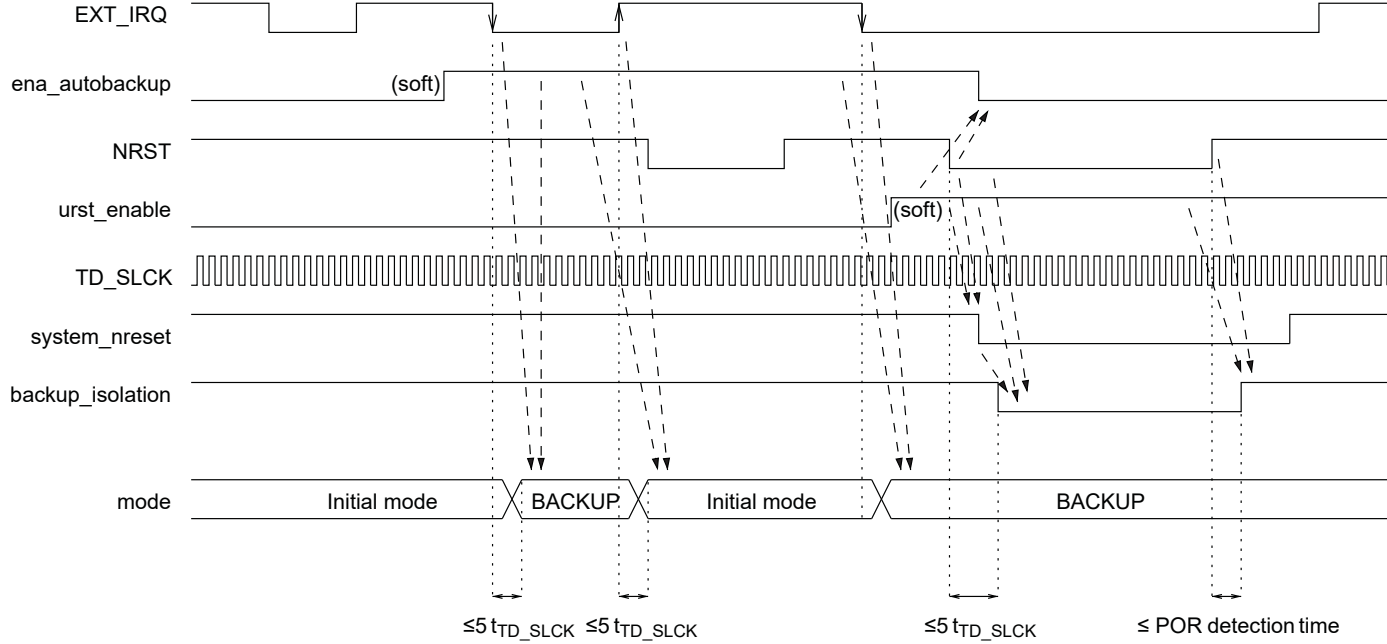 EXT_IRQ
ena_autobackup
(soft)
NRST
urst_enable
(soft)
TD_SLCK
system_nreset
backup_isolation
mode
Initial mode
BACKUP
Initial mode
BACKUP
≤5 tTD_SLCK
≤5 tTD_SLCK
≤5 tTD_SLCK
≤ POR detection time